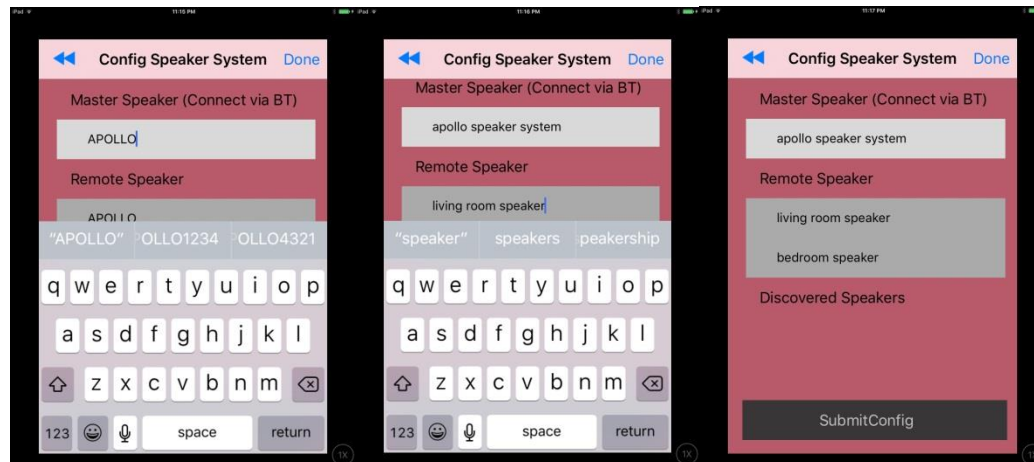 iPad 11:15 PM
Config Speaker System Done
Master Speaker (Connect via BT)
APOLLO
Remote Speaker
APOLLO
"APOLLO" OLLO1234 OLLO4321
q w e r t y u i o p
a s d f g h j k l
z x c v b n m
123 space return
1X
iPad 11:16 PM
Config Speaker System Done
Master Speaker (Connect via BT)
apollo speaker system
Remote Speaker
living room speaker
"speaker" speakers peakership
q w e r t y u i o p
a s d f g h j k l
z x c v b n m
123 space return
1X
iPad 11:17 PM
Config Speaker System Done
Master Speaker (Connect via BT)
apollo speaker system
Remote Speaker
living room speaker
bedroom speaker
Discovered Speakers
SubmitConfig